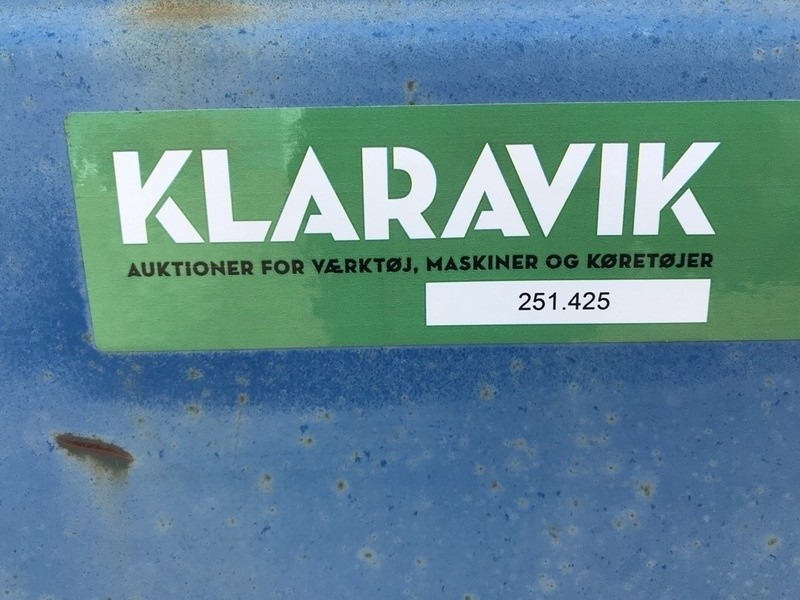 KLARAVIK
AUKTIONER FOR VÆRKTØJ, MASKINER OG KØRETØJER
251.425